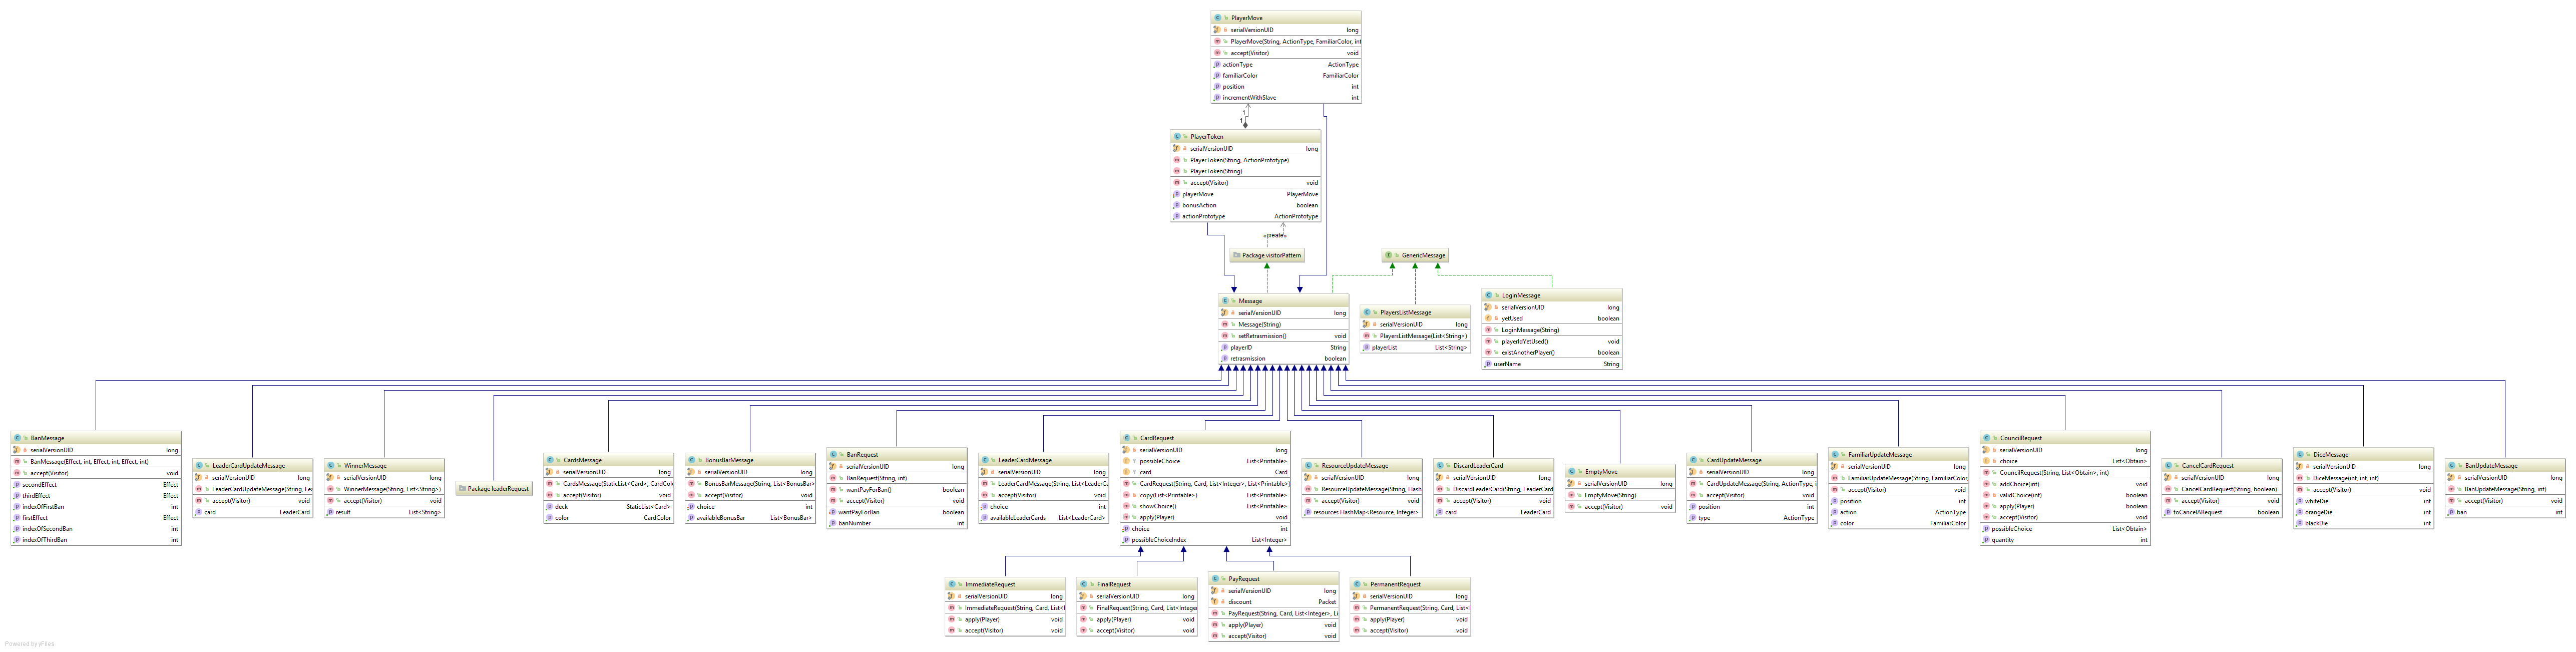 PlayerMove
serialVersionUID long
PlayerMove(String, ActionType, FamiliarColor, int
accept(Visitor) void
actionType ActionType
familiarColor FamiliarColor
position int
incrementWithSlave int
1
1
PlayerToken
serialVersionUID long
PlayerToken(String, ActionPrototype)
PlayerToken(String)
accept(Visitor) void
playerMove PlayerMove
bonusAction boolean
actionPrototype ActionPrototype
«create»
Package visitorPattern
GenericMessage
Message
serialVersionUID long
Message(String)
setRetrasmission() void
playerID String
retrasmission boolean
PlayersListMessage
serialVersionUID long
PlayersListMessage(List<String>)
playerList List<String>
LoginMessage
serialVersionUID long
yetUsed boolean
LoginMessage(String)
playerIdYetUsed() void
existAnotherPlayer() boolean
userName String
BanMessage
serialVersionUID long
BanMessage(Effect, int, Effect, int, Effect, int)
accept(Visitor) void
secondEffect Effect
thirdEffect Effect
indexOfFirstBan int
firstEffect Effect
indexOfSecondBan int
indexOfThirdBan int
LeaderCardUpdateMessage
serialVersionUID long
LeaderCardUpdateMessage(String, Lea
accept(Visitor) void
card LeaderCard
WinnerMessage
serialVersionUID long
WinnerMessage(String, List<String>)
accept(Visitor) void
result List<String>
Package leaderRequest
CardsMessage
serialVersionUID long
CardsMessage(StaticList<Card>, CardColo
accept(Visitor) void
deck StaticList<Card>
color CardColor
BonusBarMessage
serialVersionUID long
BonusBarMessage(String, List<BonusBar>
accept(Visitor) void
choice int
availableBonusBar List<BonusBar>
BanRequest
serialVersionUID long
BanRequest(String, int)
wantPayForBan() boolean
accept(Visitor) void
wantPayForBan boolean
banNumber int
LeaderCardMessage
serialVersionUID long
LeaderCardMessage(String, List<LeaderCa
accept(Visitor) void
choice int
availableLeaderCards List<LeaderCard>
CardRequest
serialVersionUID long
possibleChoice List<Printable>
card Card
CardRequest(String, Card, List<Integer>, List<Printable>)
copy(List<Printable>) List<Printable>
showChoice() List<Printable>
apply(Player) void
choice int
possibleChoiceIndex List<Integer>
ResourceUpdateMessage
serialVersionUID long
ResourceUpdateMessage(String, Hash
accept(Visitor) void
resources HashMap<Resource, Integer>
DiscardLeaderCard
serialVersionUID long
DiscardLeaderCard(String, LeaderCard
accept(Visitor) void
card LeaderCard
EmptyMove
serialVersionUID long
EmptyMove(String)
accept(Visitor) void
CardUpdateMessage
serialVersionUID long
CardUpdateMessage(String, ActionType, i
accept(Visitor) void
position int
type ActionType
FamiliarUpdateMessage
serialVersionUID long
FamiliarUpdateMessage(String, FamiliarColor,
accept(Visitor) void
position int
action ActionType
color FamiliarColor
CouncilRequest
serialVersionUID long
choice List<Obtain>
CouncilRequest(String, List<Obtain>, int)
addChoice(int) void
validChoice(int) boolean
apply(Player) boolean
accept(Visitor) void
possibleChoice List<Obtain>
quantity int
CancelCardRequest
serialVersionUID long
CancelCardRequest(String, boolean)
accept(Visitor) void
toCancelARequest boolean
DiceMessage
serialVersionUID long
DiceMessage(int, int, int)
accept(Visitor) void
whiteDie int
orangeDie int
blackDie int
BanUpdateMessage
serialVersionUID long
BanUpdateMessage(String, int)
accept(Visitor) void
ban int
ImmediateRequest
serialVersionUID long
ImmediateRequest(String, Card, List<I
apply(Player) void
accept(Visitor) void
FinalRequest
serialVersionUID long
FinalRequest(String, Card, List<Integer
apply(Player) void
accept(Visitor) void
PayRequest
serialVersionUID long
discount Packet
PayRequest(String, Card, List<Integer>, Li
apply(Player) void
accept(Visitor) void
PermanentRequest
serialVersionUID long
PermanentRequest(String, Card, List<I
apply(Player) void
accept(Visitor) void
Powered by yFiles